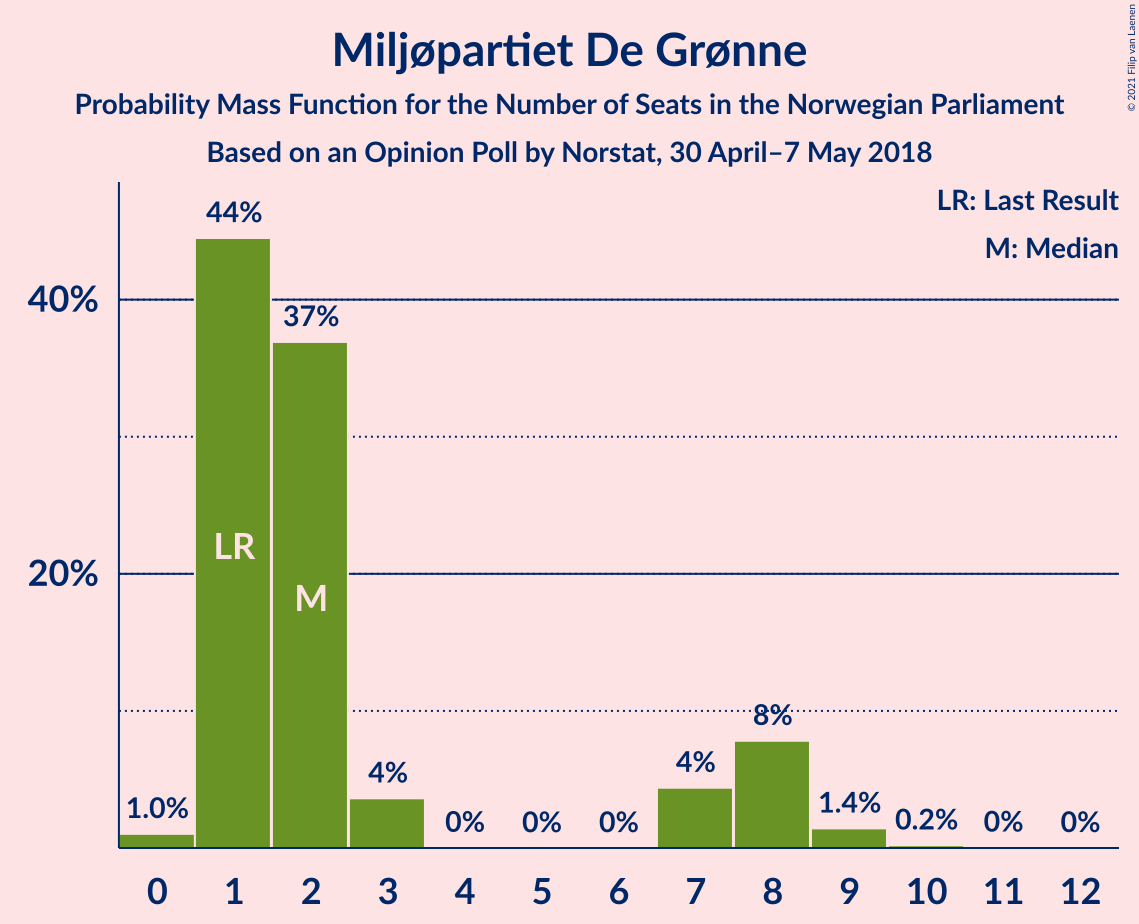 Miljøpartiet De Grønne
Probability Mass Function for the Number of Seats in the Norwegian Parliament
Based on an Opinion Poll by Norstat, 30 April–7 May 2018
© 2021 Filip van Laenen
LR: Last Result
M: Median
40%
20%
44%
37%
LR
M
1.0%
4%
0%
0%
0%
4%
8%
1.4%
0.2%
0%
0%
0 1 2 3 4 5 6 7 8 9 10 11 12